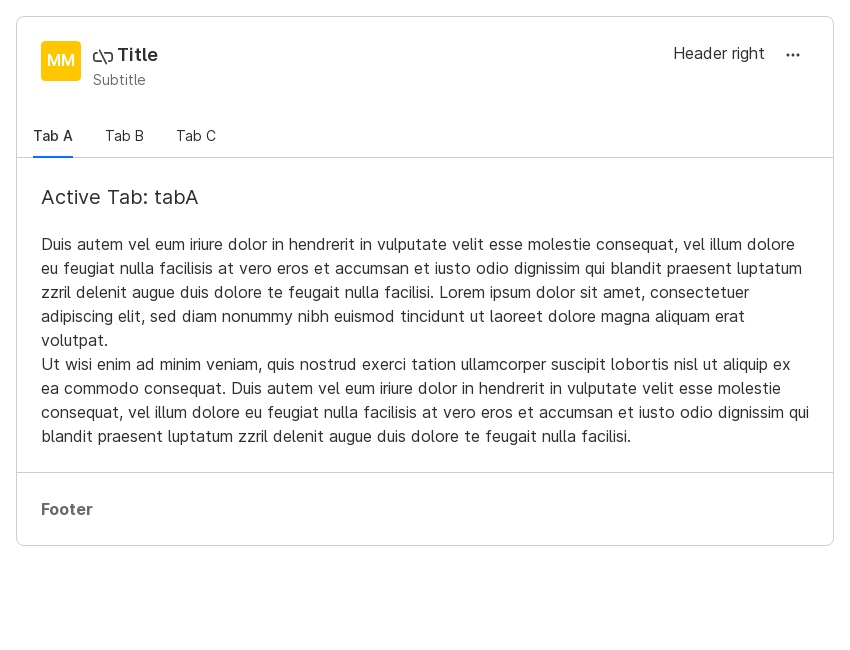 MM
Title
Header right
Subtitle
Tab A
Tab B
Tab C
Active Tab: tabA
Duis autem vel eum iriure dolor in hendrerit in vulputate velit esse molestie consequat, vel illum dolore
eu feugiat nulla facilisis at vero eros et accumsan et iusto odio dignissim qui blandit praesent luptatum
zzril delenit augue duis dolore te feugait nulla facilisi. Lorem ipsum dolor sit amet, consectetuer
adipiscing elit, sed diam nonummy nibh euismod tincidunt ut laoreet dolore magna aliquam erat
volutpat.
Ut wisi enim ad minim veniam, quis nostrud exerci tation ullamcorper suscipit lobortis nisl ut aliquip ex
ea commodo consequat. Duis autem vel eum iriure dolor in hendrerit in vulputate velit esse molestie
consequat, vel illum dolore eu feugiat nulla facilisis at vero eros et accumsan et iusto odio dignissim qui
blandit praesent luptatum zzril delenit augue duis dolore te feugait nulla facilisi.
Footer